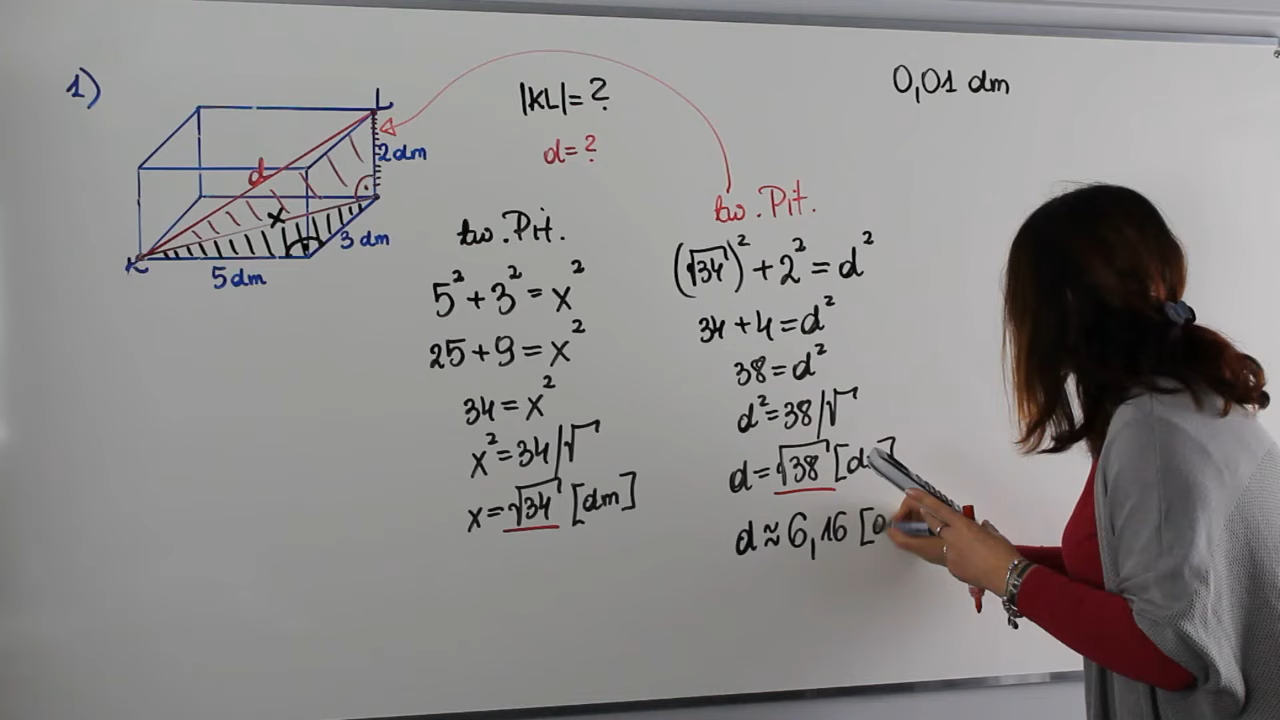 1)
L
d
2dm
x
3 dm
K
5dm
|KL|=?
d=?
0,01 dm
tw. Pit.
5²+3²=x²
25+9=x²
34=x²
x²=34/√
x=√34 [dm]
tw. Pit.
(√34)²+2²=d²
34+4=d²
38=d²
d²=38/√
d=√38 [d
d≈6,16 [d